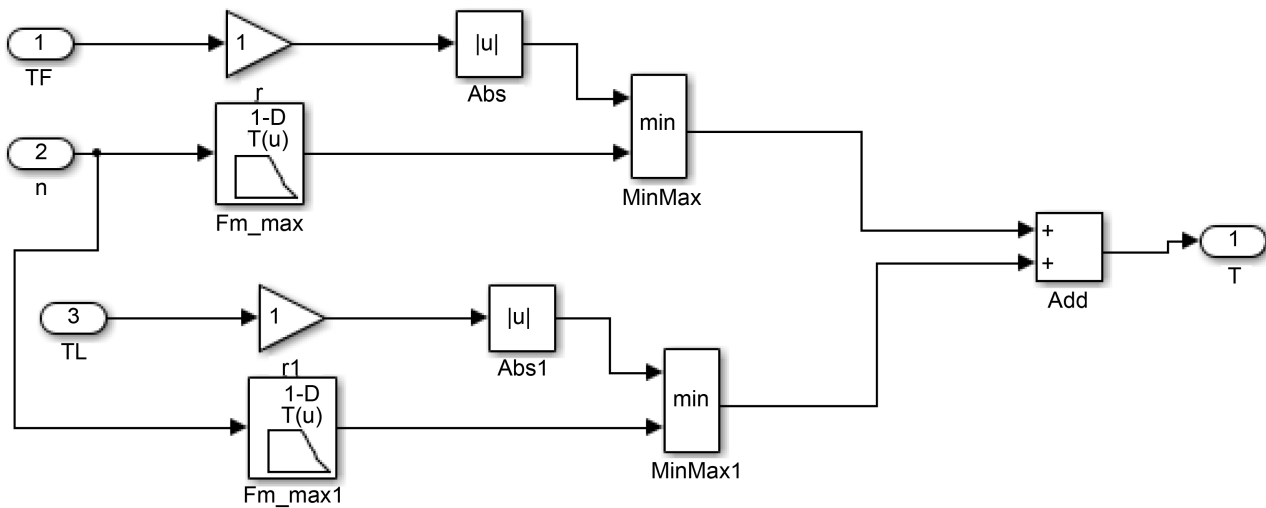 1
TF
1
r
|u|
Abs
2
n
1-D
T(u)
Fm_max
min
MinMax
3
TL
1
r1
|u|
Abs1
1-D
T(u)
Fm_max1
min
MinMax1
+
+
Add
1
T